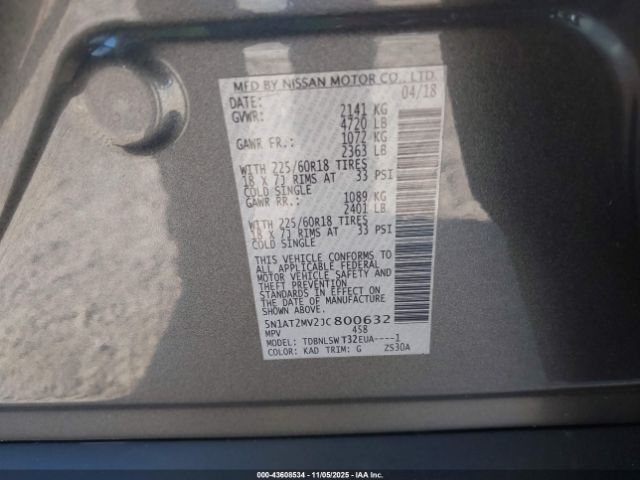 MFD BY NISSAN MOTOR CO., LTD.
DATE: 04/18
GVWR: 2141 KG
4720 LB
GAWR FR.: 1072 KG
2363 LB
WITH 225/60R18 TIRES
18 X 7J RIMS AT 33 PSI
COLD SINGLE
GAWR RR.: 1089 KG
2401 LB
WITH 225/60R18 TIRES
18 X 7J RIMS AT 33 PSI
COLD SINGLE
THIS VEHICLE CONFORMS TO
ALL APPLICABLE FEDERAL
MOTOR VEHICLE SAFETY AND
THEFT PREVENTION
STANDARDS IN EFFECT ON
THE DATE OF MANUFACTURE
SHOWN ABOVE.
5N1AT2MV2JC800632
MPV 458
MODEL: TDBNLSW T32EUA----1
COLOR: KAD TRIM: G ZS30A
000-43608534 - 11/05/2025 - IAA Inc.